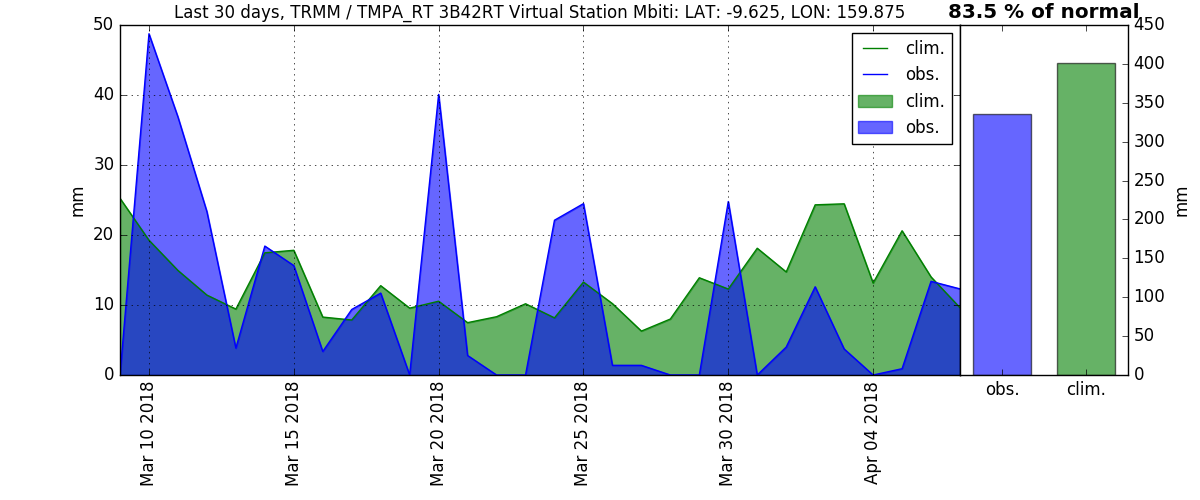 Last 30 days, TRMM / TMPA_RT 3B42RT Virtual Station Mbiti: LAT: -9.625, LON: 159.875
83.5 % of normal
50
40
30
20
10
0
mm
Mar 10 2018
Mar 15 2018
Mar 20 2018
Mar 25 2018
Mar 30 2018
Apr 04 2018
clim.
obs.
clim.
obs.
450
400
350
300
250
200
150
100
50
0
mm
obs.
clim.